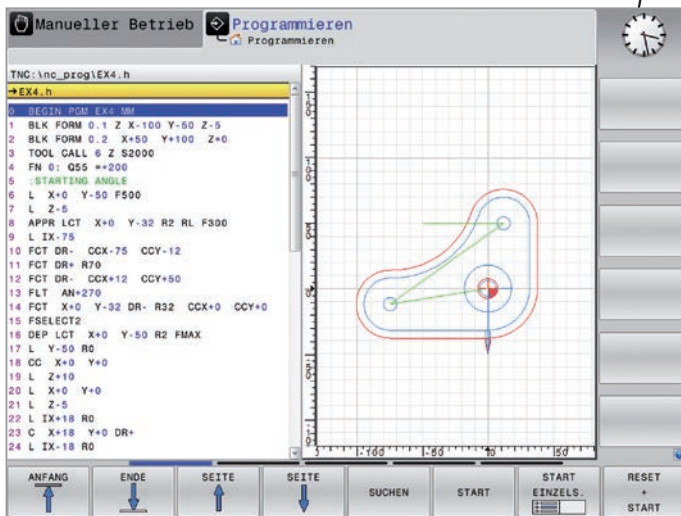 Manueller Betrieb
Programmieren
Programmieren
TNC:\nc_prog\EX4.h
→EX4.h
0 BEGIN PGM EX4 MM
1 BLK FORM 0.1 Z X-100 Y-50 Z-5
2 BLK FORM 0.2 X+50 Y+100 Z+0
3 TOOL CALL 6 Z S2000
4 FN 0: Q55 =+200
5 ;STARTING ANGLE
6 L X+0 Y-50 F500
7 L Z-5
8 APPR LCT X+0 Y-32 R2 RL F300
9 L IX-75
10 FCT DR- CCX-75 CCY-12
11 FCT DR+ R70
12 FCT DR- CCX+12 CCY+50
13 FLT AN+270
14 FCT X+0 Y-32 DR- R32 CCX+0 CCY+0
15 FSELECT2
16 DEP LCT X+0 Y-50 R2 FMAX
17 L Y-50 R0
18 CC X+0 Y+0
19 L Z+10
20 L X+0 Y+0
21 L Z-5
22 L IX+18 R0
23 C X+18 Y+0 DR+
24 L IX-18 R0
-100 -50 0 50
ANFANG
ENDE
SEITE
SEITE
SUCHEN
START
START
EINZELS.
RESET
+
START